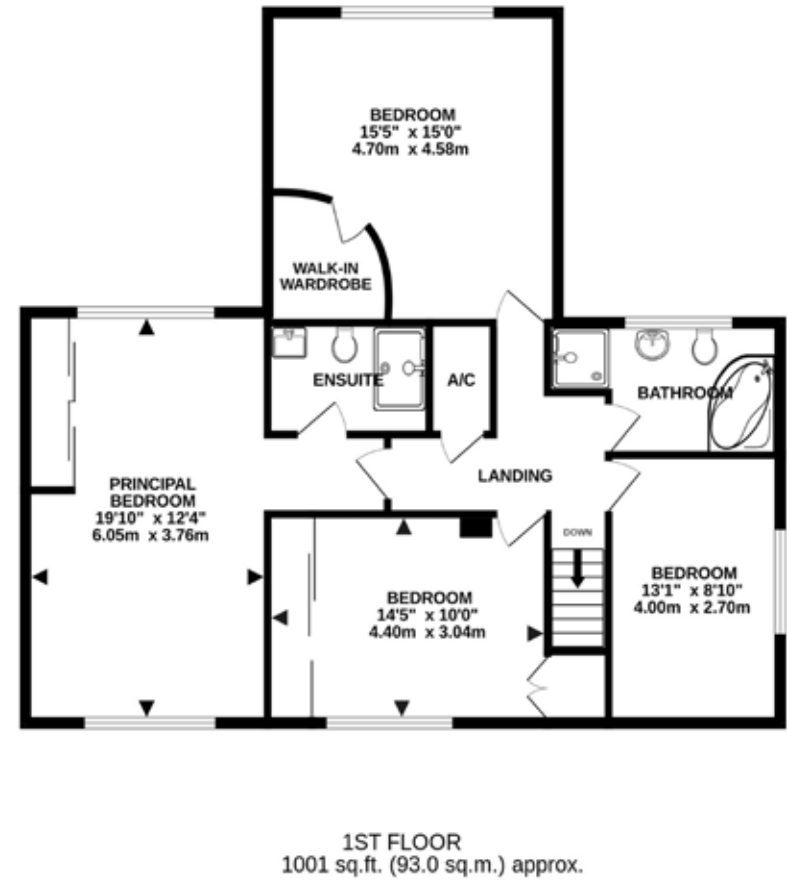 BEDROOM
15'5" x 15'0"
4.70m x 4.58m
WALK-IN
WARDROBE
ENSUITE
A/C
BATHROOM
LANDING
PRINCIPAL
BEDROOM
19'10" x 12'4"
6.05m x 3.76m
DOWN
BEDROOM
13'1" x 8'10"
4.00m x 2.70m
BEDROOM
14'5" x 10'0"
4.40m x 3.04m
1ST FLOOR
1001 sq.ft. (93.0 sq.m.) approx.